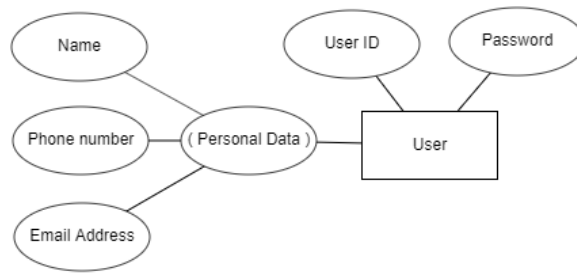 Name
User ID
Password
Phone number
( Personal Data )
User
Email Address